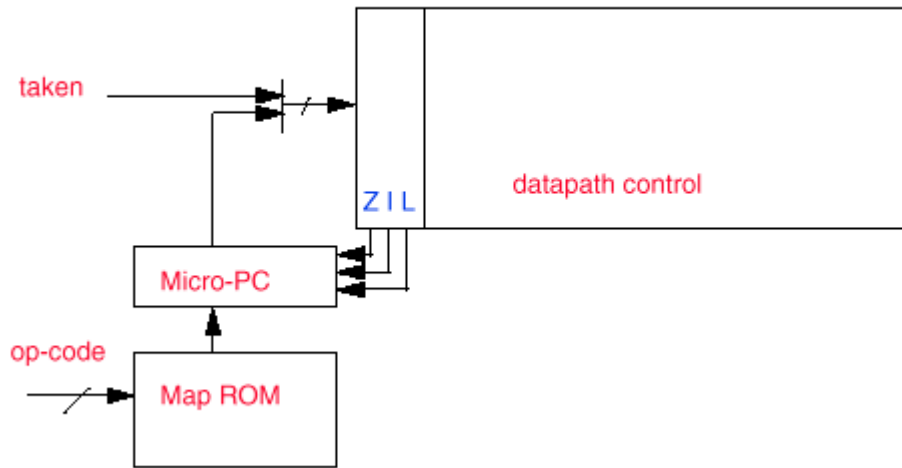 taken
datapath control
Z I L
Micro-PC
op-code
Map ROM